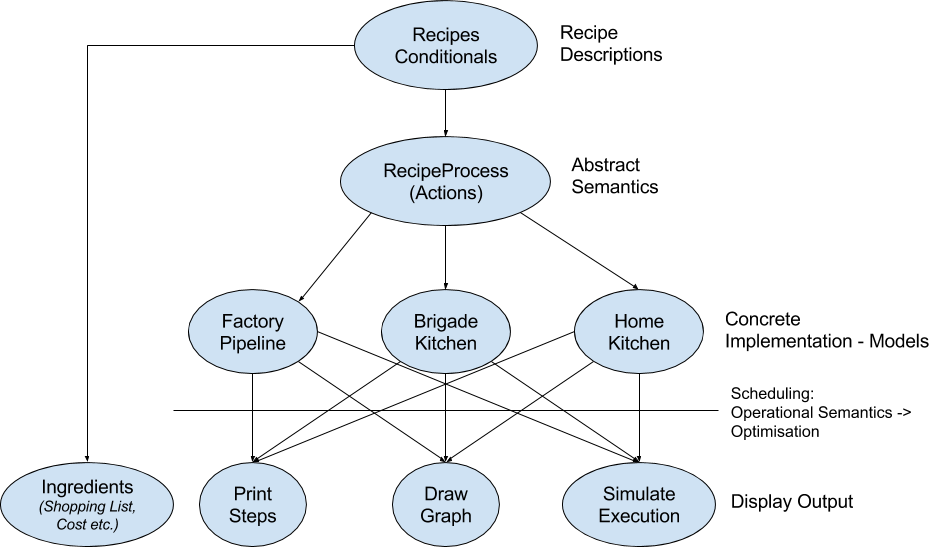 Recipes
Conditionals
Recipe
Descriptions
RecipeProcess
(Actions)
Abstract
Semantics
Factory
Pipeline
Brigade
Kitchen
Home
Kitchen
Concrete
Implementation - Models
Scheduling:
Operational Semantics ->
Optimisation
Ingredients
(Shopping List,
Cost etc.)
Print
Steps
Draw
Graph
Simulate
Execution
Display Output